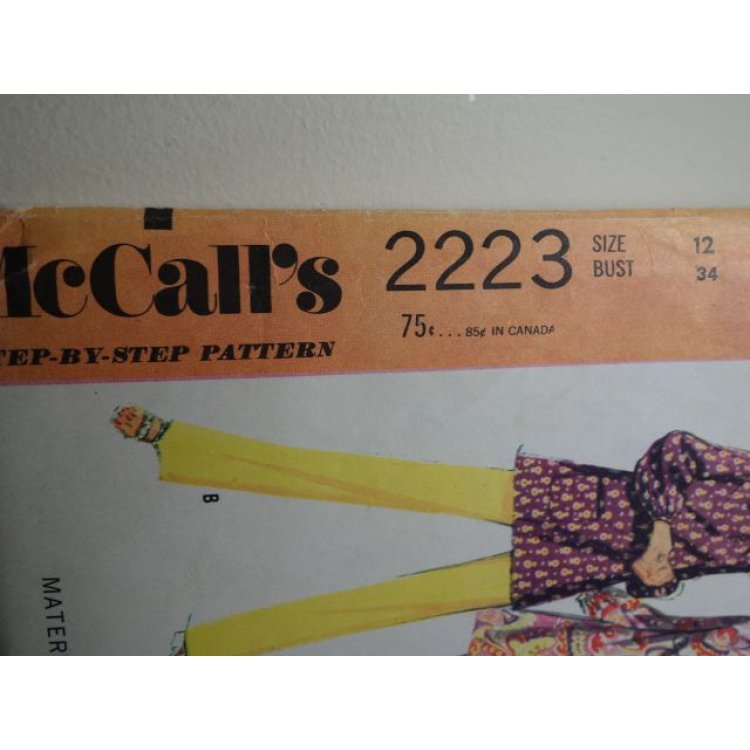 McCall's
STEP-BY-STEP PATTERN
2223
75¢...85¢ IN CANADA
SIZE 12
BUST 34
B
MATER